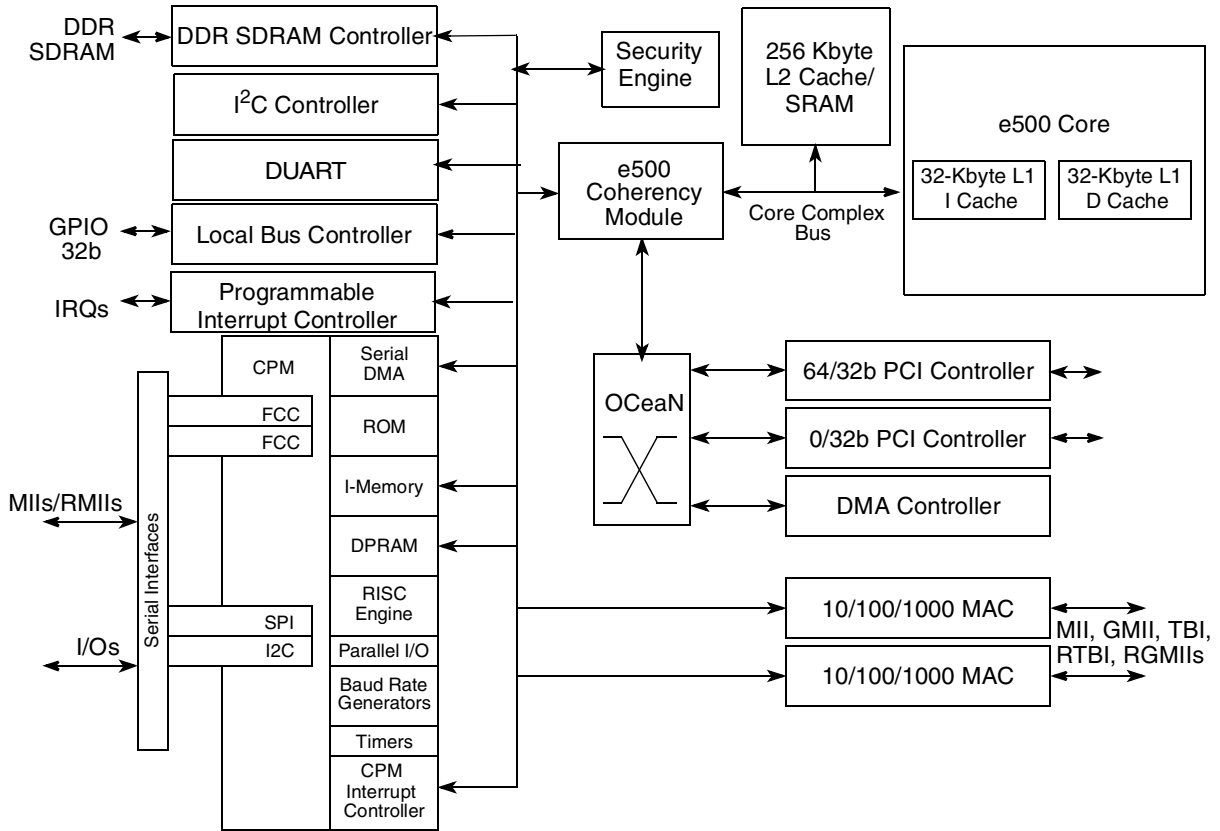 DDR
SDRAM
DDR SDRAM Controller
I2C Controller
DUART
GPIO
32b
Local Bus Controller
IRQs
Programmable
Interrupt Controller
Security
Engine
256 Kbyte
L2 Cache/
SRAM
e500 Core
32-Kbyte L1
I Cache
32-Kbyte L1
D Cache
e500
Coherency
Module
Core Complex
Bus
CPM
Serial
DMA
FCC
FCC
ROM
I-Memory
MIIs/RMIIs
DPRAM
Serial Interfaces
RISC
Engine
SPI
I2C
I/Os
Parallel I/O
Baud Rate
Generators
Timers
CPM
Interrupt
Controller
OCeaN
64/32b PCI Controller
0/32b PCI Controller
DMA Controller
10/100/1000 MAC
10/100/1000 MAC
MII, GMII, TBI,
RTBI, RGMIIs